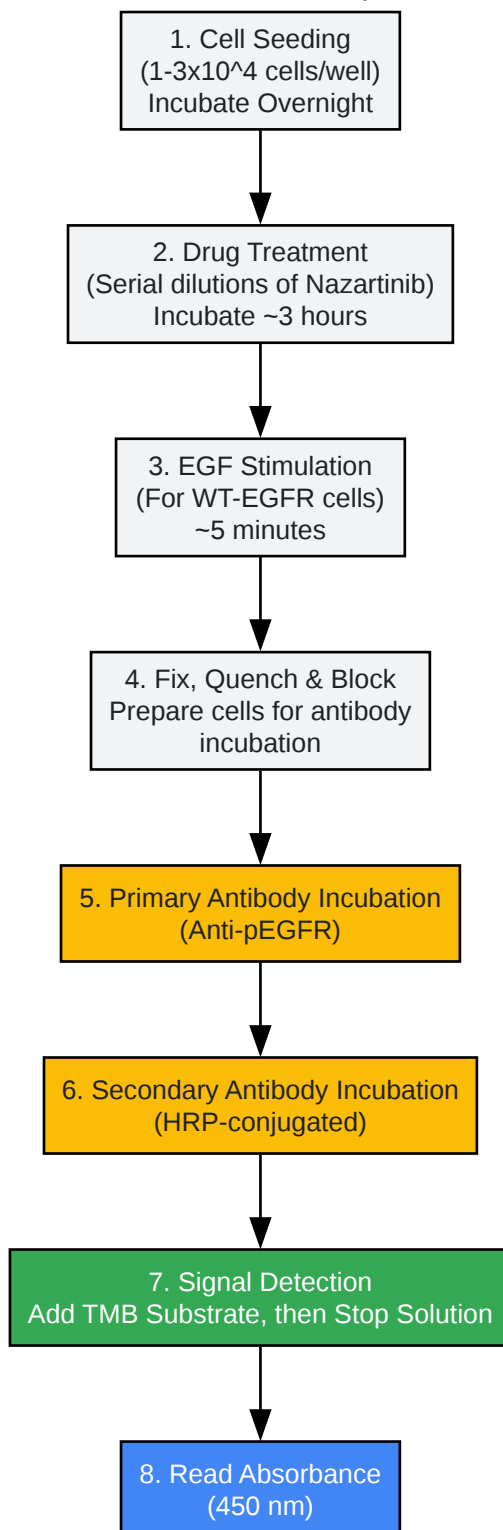 1. Cell Seeding
(1-3x10^4 cells/well)
Incubate Overnight
2. Drug Treatment
(Serial dilutions of Nazartinib)
Incubate ~3 hours
3. EGF Stimulation
(For WT-EGFR cells)
~5 minutes
4. Fix, Quench & Block
Prepare cells for antibody
incubation
5. Primary Antibody Incubation
(Anti-pEGFR)
6. Secondary Antibody Incubation
(HRP-conjugated)
7. Signal Detection
Add TMB Substrate, then Stop Solution
8. Read Absorbance
(450 nm)